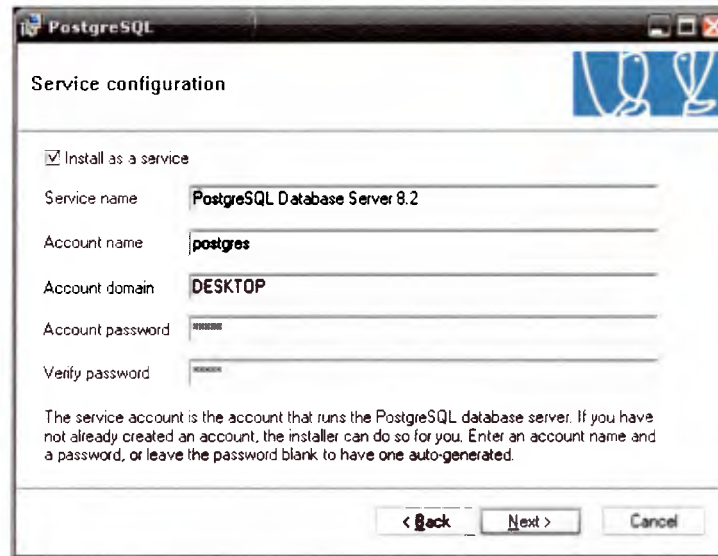 PostgreSQL
Service configuration
Install as a service
Service name PostgreSQL Database Server 8.2
Account name postgres
Account domain DESKTOP
Account password *****
Verify password *****
The service account is the account that runs the PostgreSQL database server. If you have
not already created an account, the installer can do so for you. Enter an account name and
a password, or leave the password blank to have one auto-generated.
< Back Next > Cancel